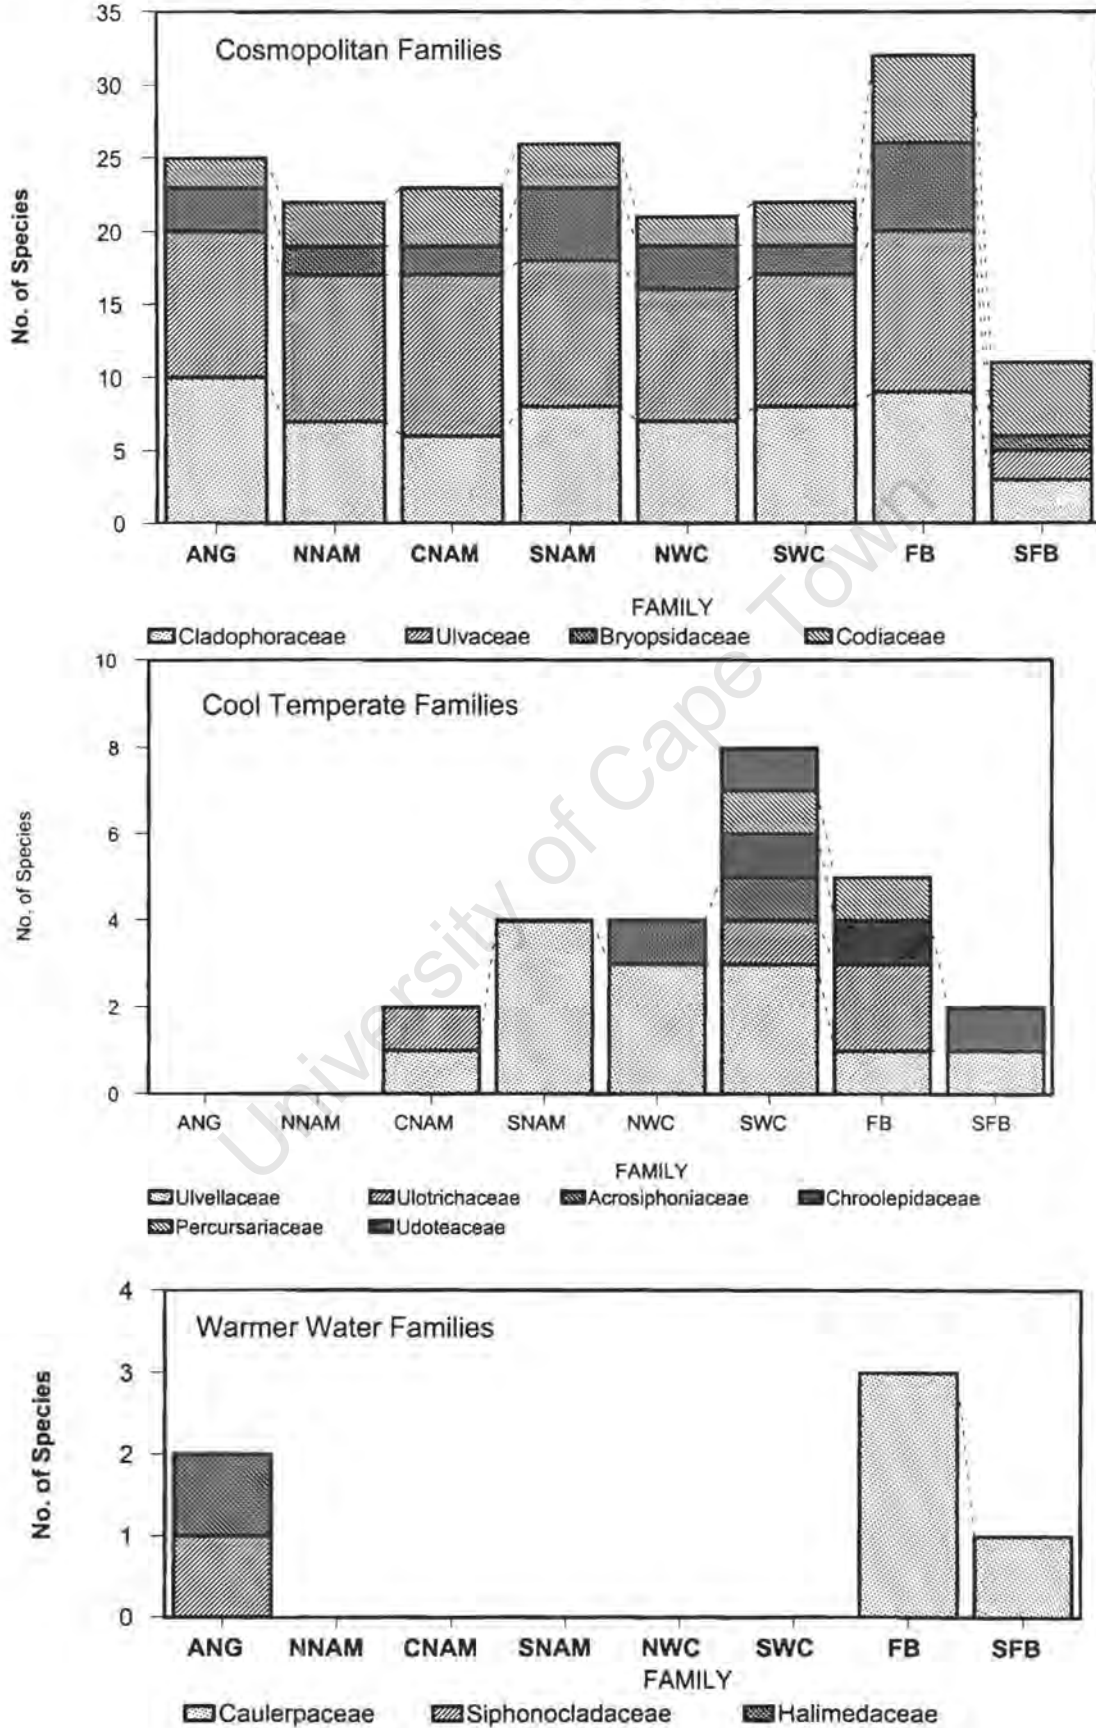 35
Cosmopolitan Families
30
25
20
15
10
5
0
No. of Species
ANG NNAM CNAM SNAM NWC SWC FB SFB
FAMILY
Cladophoraceae Ulvaceae Bryopsidaceae Codiaceae
10
Cool Temperate Families
8
6
4
2
0
No. of Species
ANG NNAM CNAM SNAM NWC SWC FB SFB
FAMILY
Ulvellaceae Ulotrichaceae Acrosiphoniaceae Chroolepidaceae
Percursariaceae Udoteaceae
4
Warmer Water Families
3
2
1
0
No. of Species
ANG NNAM CNAM SNAM NWC SWC FB SFB
FAMILY
Caulerpaceae Siphonocladaceae Halimedaceae
University of Cape Town